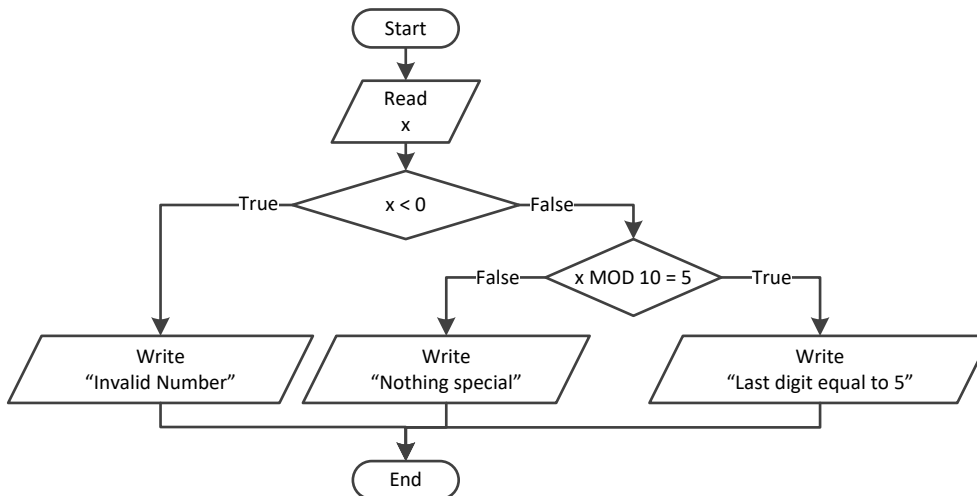 Start
Read
x
x < 0
True
False
x MOD 10 = 5
False
True
Write
“Invalid Number”
Write
“Nothing special”
Write
“Last digit equal to 5”
End